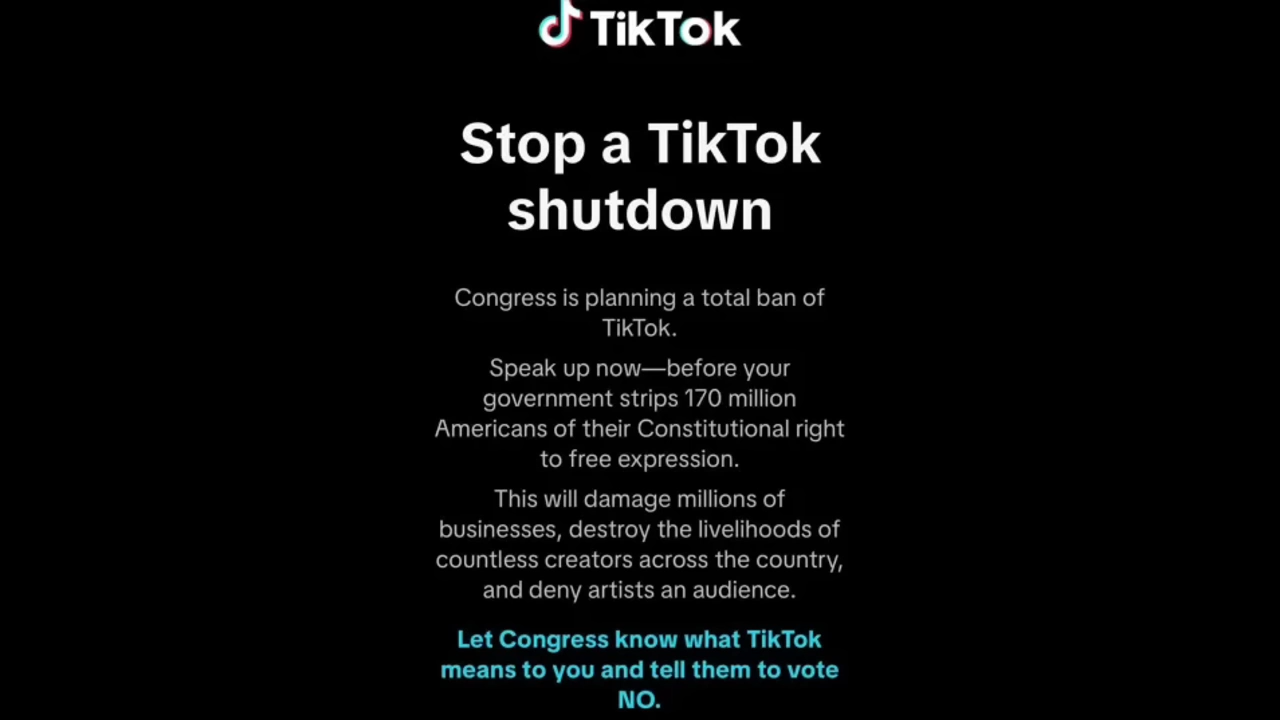 TikTok
Stop a TikTok
shutdown
Congress is planning a total ban of
TikTok.
Speak up now—before your
government strips 170 million
Americans of their Constitutional right
to free expression.
This will damage millions of
businesses, destroy the livelihoods of
countless creators across the country,
and deny artists an audience.
Let Congress know what TikTok
means to you and tell them to vote
NO.